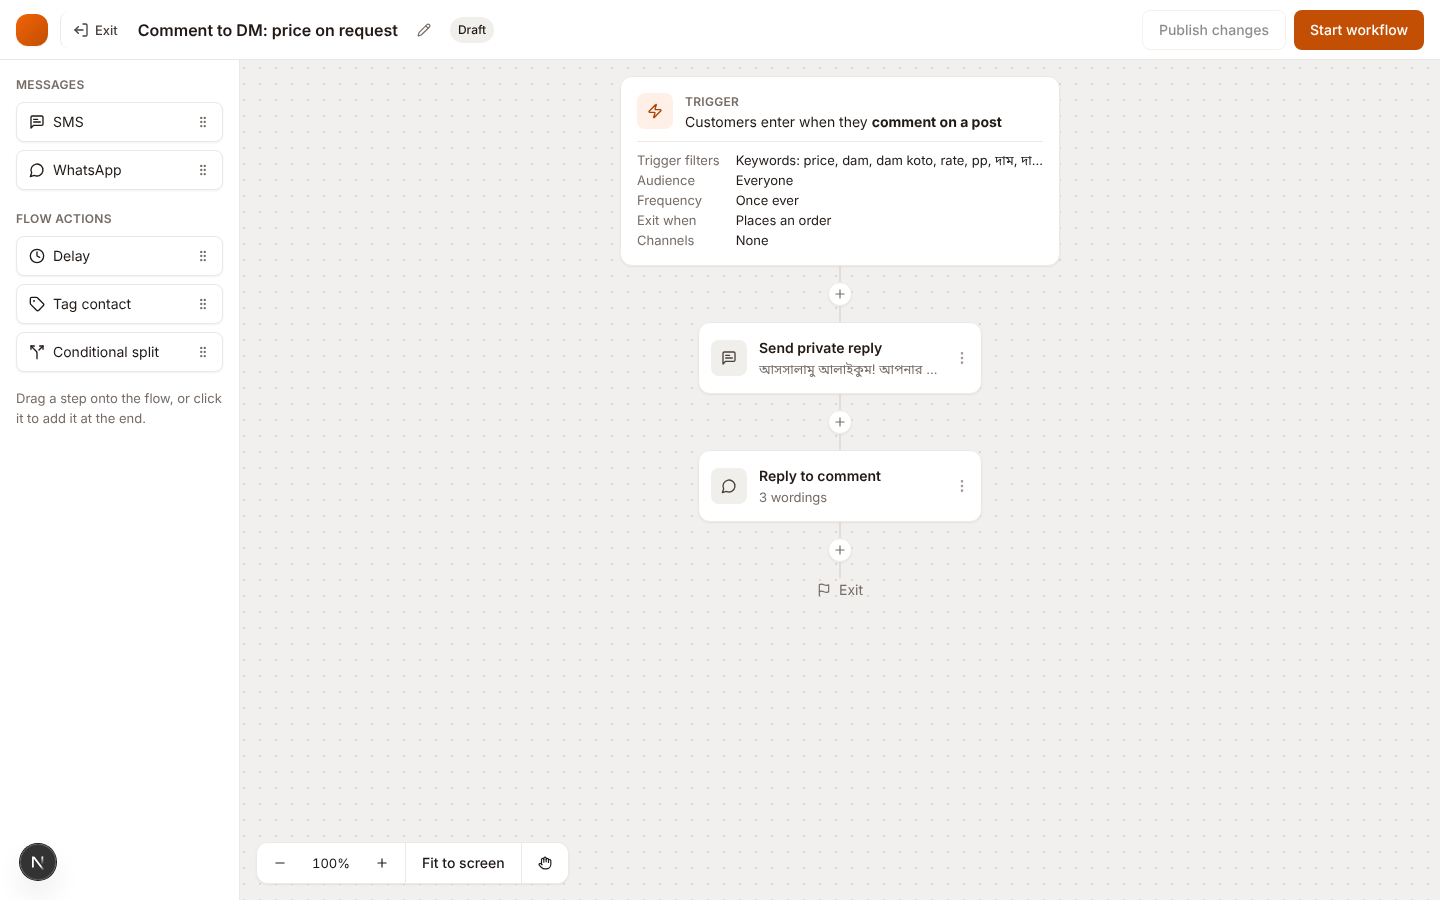 Exit
Comment to DM: price on request
Draft
Publish changes
Start workflow
MESSAGES
SMS
WhatsApp
FLOW ACTIONS
Delay
Tag contact
Conditional split
Drag a step onto the flow, or click
it to add it at the end.
TRIGGER
Customers enter when they comment on a post
Trigger filters Keywords: price, dam, dam koto, rate, pp, দাম, দা...
Audience Everyone
Frequency Once ever
Exit when Places an order
Channels None
Send private reply
আসসালামু আলাইকুম! আপনার ...
Reply to comment
3 wordings
Exit
N
100%
Fit to screen